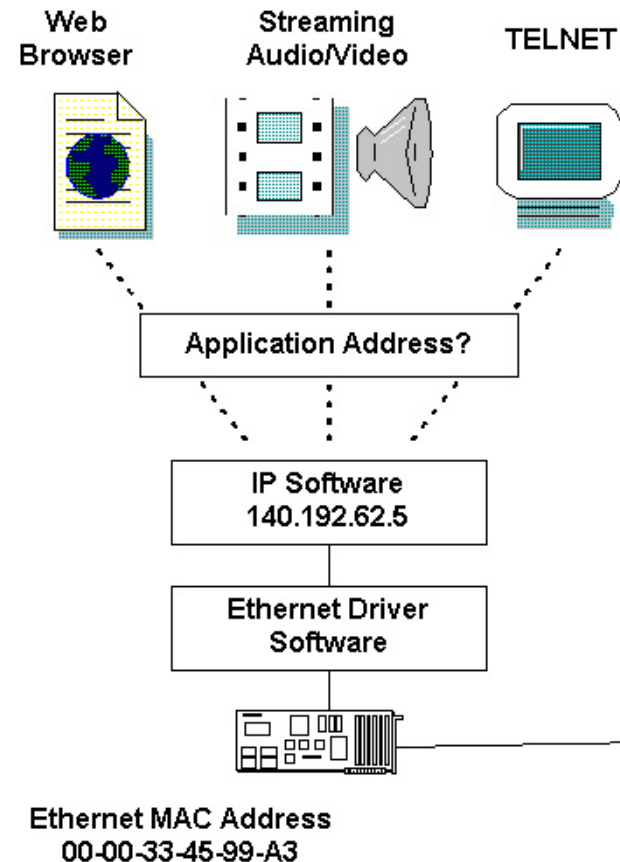 Web
Browser
Streaming
Audio/Video
TELNET
Application Address?
IP Software
140.192.62.5
Ethernet Driver
Software
Ethernet MAC Address
00-00-33-45-99-A3